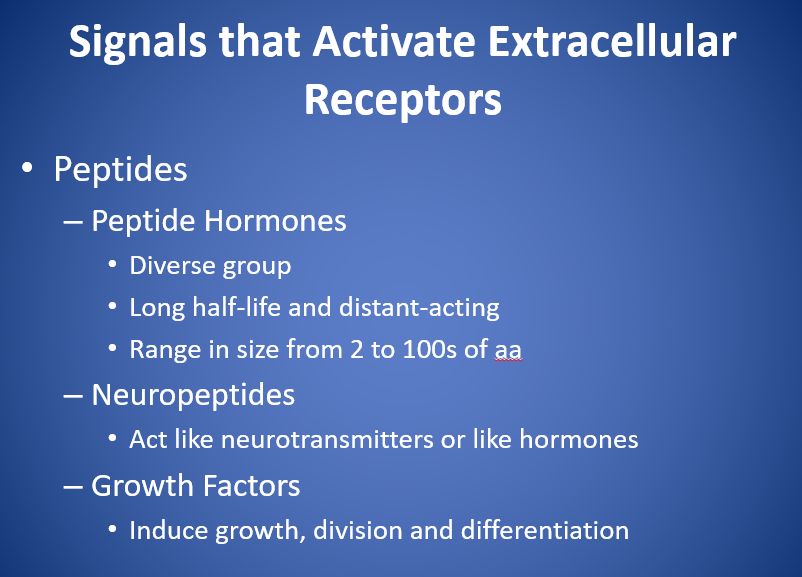 Signals that Activate Extracellular
Receptors
• Peptides
– Peptide Hormones
• Diverse group
• Long half-life and distant-acting
• Range in size from 2 to 100s of aa
– Neuropeptides
• Act like neurotransmitters or like hormones
– Growth Factors
• Induce growth, division and differentiation